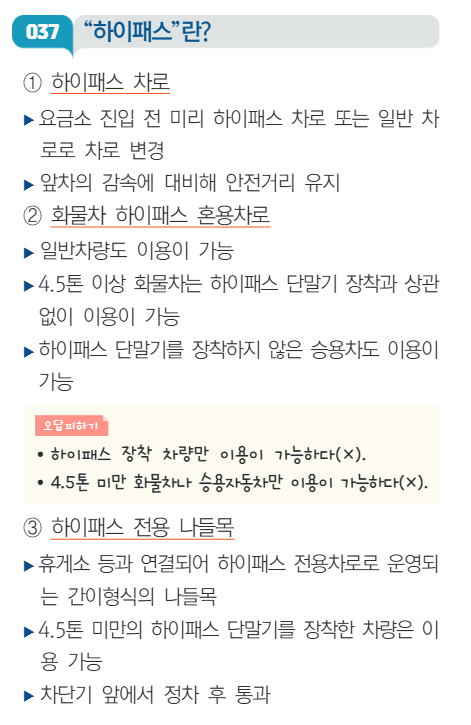 037 “하이패스”란?
① 하이패스 차로
▶ 요금소 진입 전 미리 하이패스 차로 또는 일반 차
로로 차로 변경
▶ 앞차의 감속에 대비해 안전거리 유지
② 화물차 하이패스 혼용차로
▶ 일반차량도 이용이 가능
▶ 4.5톤 이상 화물차는 하이패스 단말기 장착과 상관
없이 이용이 가능
▶ 하이패스 단말기를 장착하지 않은 승용차도 이용이
가능
오답피하기
• 하이패스 장착 차량만 이용이 가능하다(×).
• 4.5톤 미만 화물차나 승용자동차만 이용이 가능하다(×).
③ 하이패스 전용 나들목
▶ 휴게소 등과 연결되어 하이패스 전용차로로 운영되
는 간이형식의 나들목
▶ 4.5톤 미만의 하이패스 단말기를 장착한 차량은 이
용 가능
▶ 차단기 앞에서 정차 후 통과